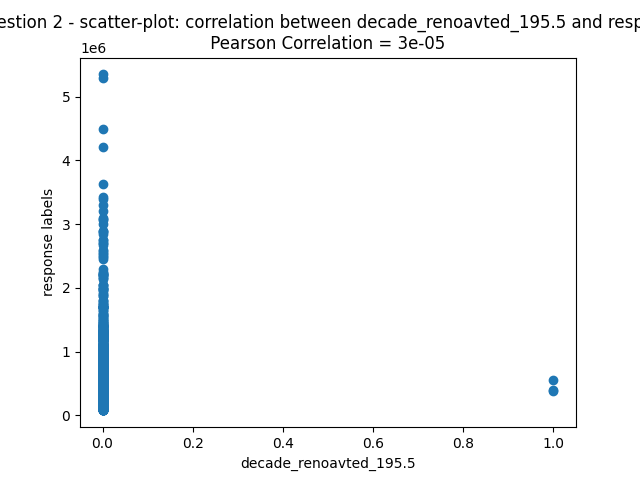 estion 2 - scatter-plot: correlation between decade_renoavted_195.5 and resp
Pearson Correlation = 3e-05
1e6
5
4
3
2
1
0
response labels
0.0 0.2 0.4 0.6 0.8 1.0
decade_renoavted_195.5